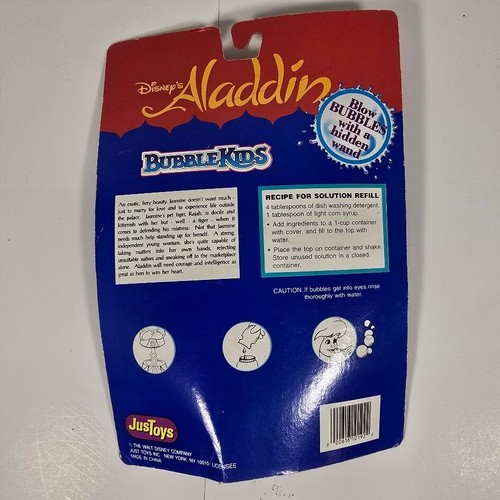 DISNEY'S Aladdin
Blow
BUBBLES
with a
hidden
wand
BUBBLEKIDS
An exotic, fiery beauty, Jasmine doesn't want much -
just to marry for love and to experience life outside
the palace. Jasmine's pet tiger, Rajah, is docile and
kittenish with her but - well - a tiger - when it
comes to defending his mistress. Not that Jasmine
needs much help standing up for herself. A strong,
independent young woman, she's quite capable of
taking matters into her own hands, rejecting
unsuitable suitors and sneaking off to the marketplace
alone. Aladdin will need courage and intelligence as
great as hers to win her heart.
RECIPE FOR SOLUTION REFILL
4 tablespoons of dish washing detergent,
1 tablespoon of light corn syrup.
• Add ingredients to a 1-cup container
with cover, and fill to the top with
water.
• Place the top on container and shake.
Store unused solution in a closed
container.
CAUTION: If bubbles get into eyes rinse
thoroughly with water.
JusToys
© THE WALT DISNEY COMPANY
JUST TOYS INC. NEW YORK, NY 10010 LICENSEE
MADE IN CHINA